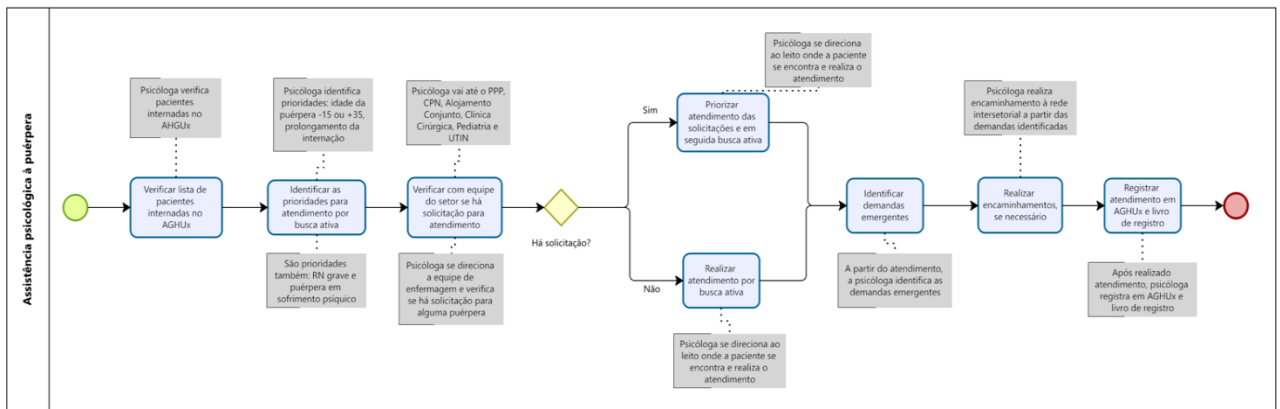 Assistência psicológica à puérpera
Psicóloga verifica
pacientes
internadas no
AHGUx
Verificar lista de
pacientes
internadas no
AGHUx
Psicóloga identifica
prioridades: idade da
puérpera -15 ou +35,
prolongamento da
internação
Identificar as
prioridades para
atendimento por
busca ativa
São prioridades
também: RN grave e
puérpera em
sofrimento psiquico
Psicóloga vai até o PPP,
CPN, Alojamento
Conjunto, Clínica
Cirúrgica, Pediatria e
UTIN
Verificar com equipe
do setor se há
solicitação para
atendimento
Psicóloga se direciona
a equipe de
enfermagem e verifica
se há solicitação para
alguma puérpera
Há solicitação?
Sim
Psicóloga se direciona
ao leito onde a paciente
se encontra e realiza o
atendimento
Priorizar
atendimento das
solicitações e em
seguida busca ativa
Não
Realizar
atendimento por
busca ativa
Psicóloga se direciona ao
leito onde a paciente se
encontra e realiza o
atendimento
Identificar
demandas
emergentes
A partir do atendimento,
a psicóloga identifica as
demandas emergentes
Psicóloga realiza
encaminhamento à rede
intersetorial a partir das
demandas identificadas
Realizar
encaminhamentos,
se necessário
Registrar
atendimento em
AGHUx e livro
de registro
Após realizado
atendimento, psicóloga
registra em AGHUx e
livro de registro